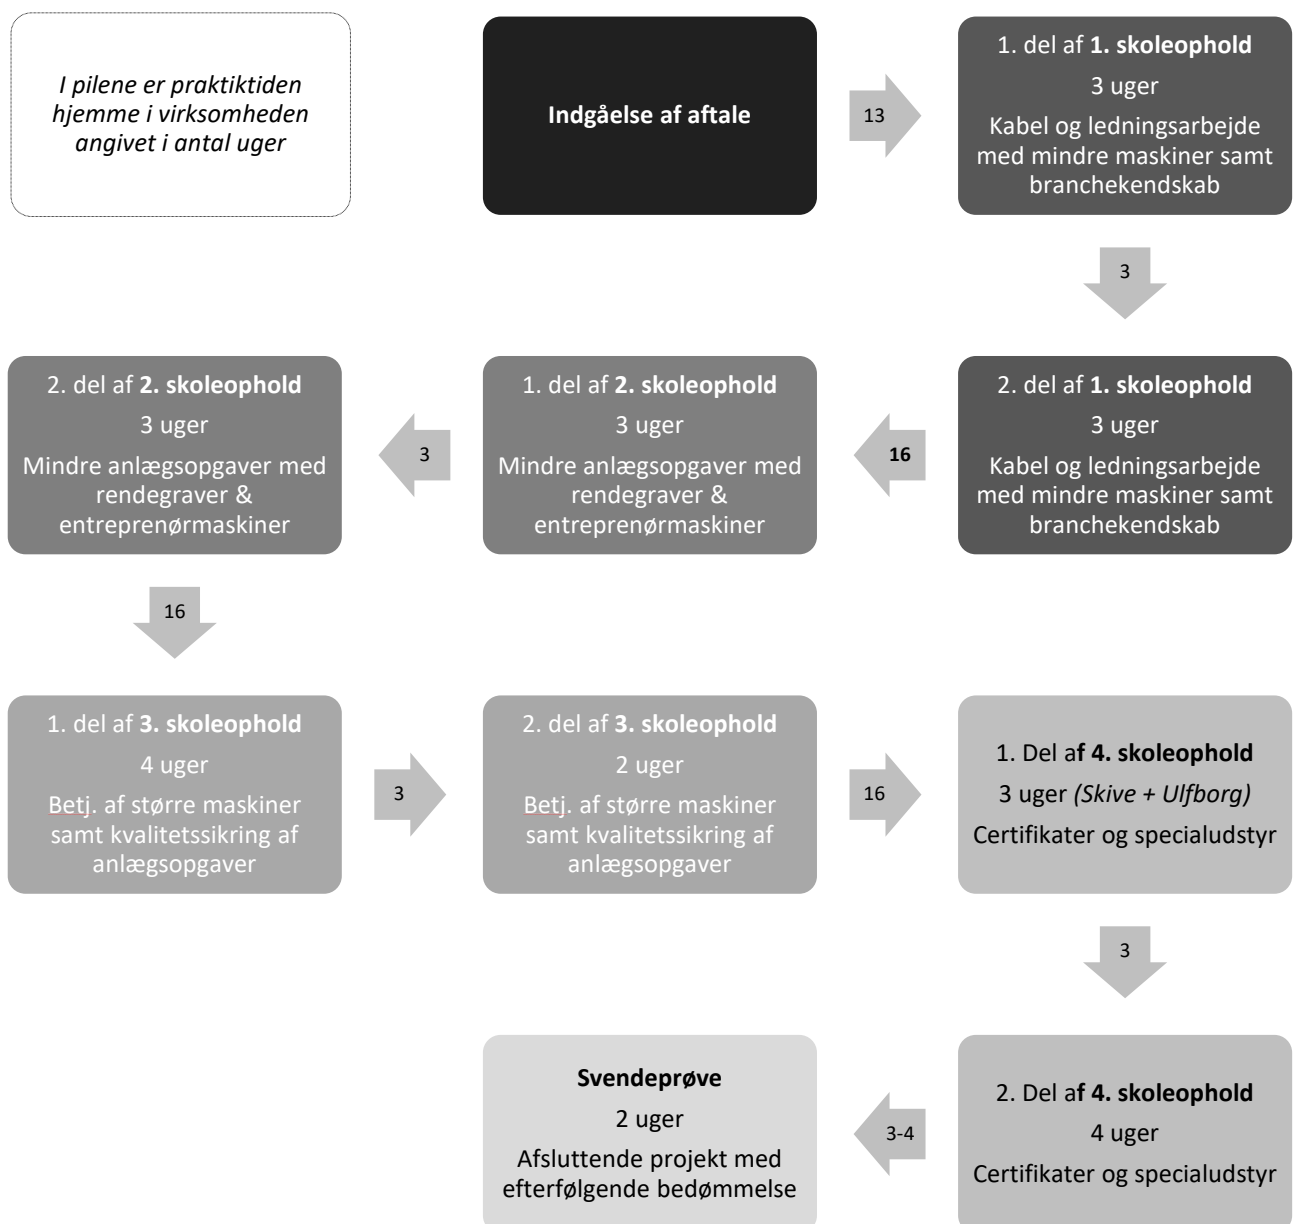 I pilene er praktiktiden
hjemme i virksomheden
angivet i antal uger
Indgåelse af aftale
13
1. del af 1. skoleophold
3 uger
Kabel og ledningsarbejde
med mindre maskiner samt
branchekendskab
3
2. del af 1. skoleophold
3 uger
Kabel og ledningsarbejde
med mindre maskiner samt
branchekendskab
16
1. del af 2. skoleophold
3 uger
Mindre anlægsopgaver med
rendegraver &
entreprenørmaskiner
3
2. del af 2. skoleophold
3 uger
Mindre anlægsopgaver med
rendegraver &
entreprenørmaskiner
16
1. del af 3. skoleophold
4 uger
Betj. af større maskiner
samt kvalitetssikring af
anlægsopgaver
3
2. del af 3. skoleophold
2 uger
Betj. af større maskiner
samt kvalitetssikring af
anlægsopgaver
16
1. Del af 4. skoleophold
3 uger (Skive + Ulfborg)
Certifikater og specialudstyr
3
2. Del af 4. skoleophold
4 uger
Certifikater og specialudstyr
3-4
Svendeprøve
2 uger
Afsluttende projekt med
efterfølgende bedømmelse